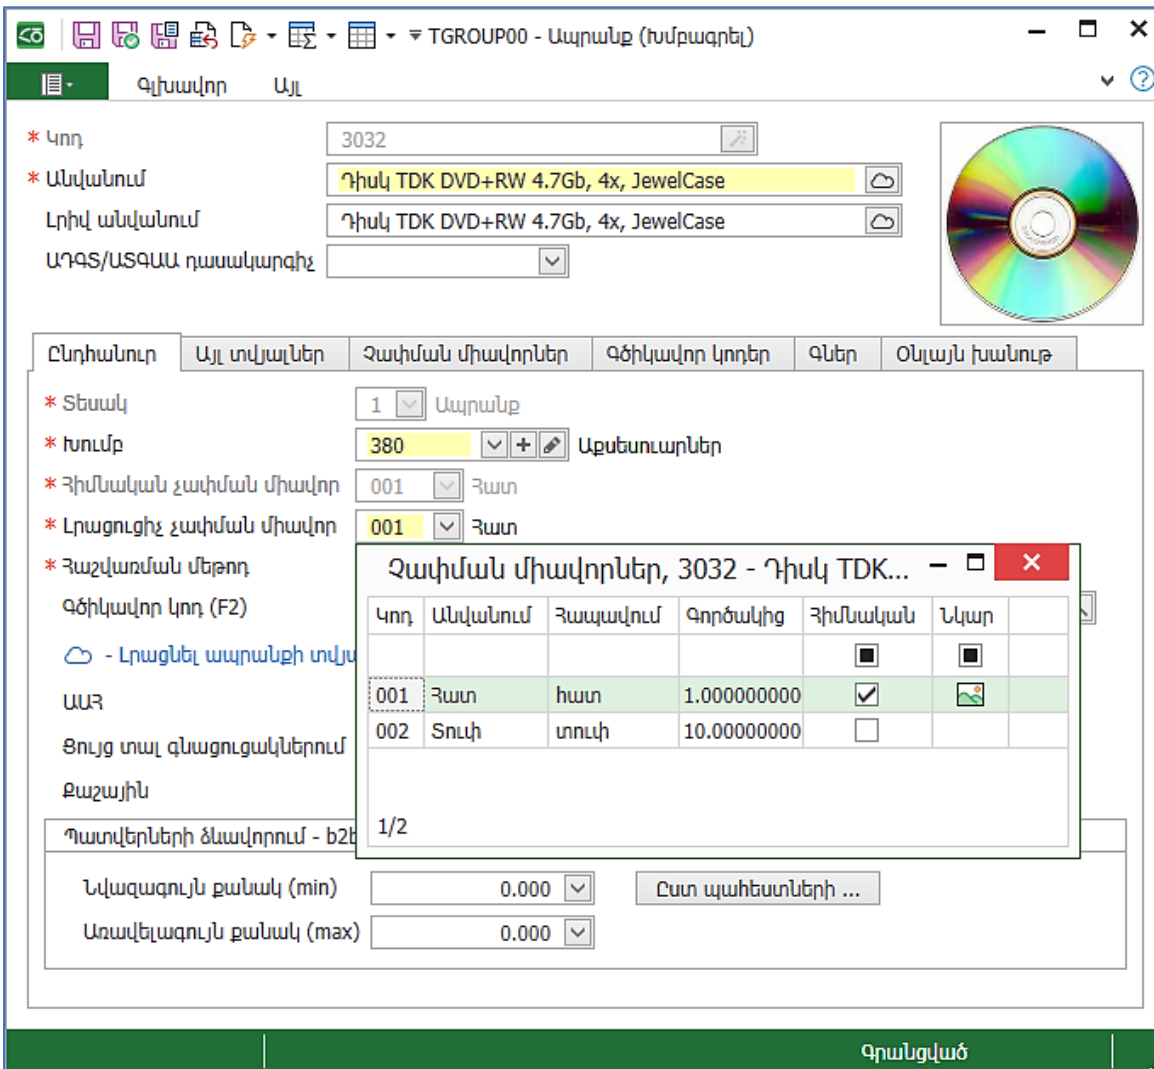 TGROUP00 - Ապրանք (Խմբագրել)
Գլխավոր Այլ
* Կոդ 3032
* Անվանում Դիսկ TDK DVD+RW 4.7Gb, 4x, JewelCase
Լրիվ անվանում Դիսկ TDK DVD+RW 4.7Gb, 4x, JewelCase
ԱԴԳՏ/ԱՏԳԱԱ դասակարգիչ
Ընդհանուր Այլ տվյալներ Չափման միավորներ Գծիկավոր կոդեր Գներ Օնլայն խանութ
* Տեսակ 1 Ապրանք
* Խումբ 380 Աքսեսուարներ
* Հիմնական չափման միավոր 001 Հատ
* Լրացուցիչ չափման միավոր 001 Հատ
* Հաշվառման մեթոդ
Գծիկավոր կոդ (F2)
- Լրացնել ապրանքի
ԱԱՀ
Ցույց տալ գնացուցակներում
Քաշային
Չափման միավորներ, 3032 - Դիսկ TDK...
Կոդ Անվանում Հապավում Գործակից Հիմնական Նկար
001 Հատ հատ 1.000000000
002 Տուփ տուփ 10.00000000
1/2
Պատվերների ձևավորում - b2b
Նվազագույն քանակ (min) 0.000 Ըստ պահեստների ...
Առավելագույն քանակ (max) 0.000
Գրանցված